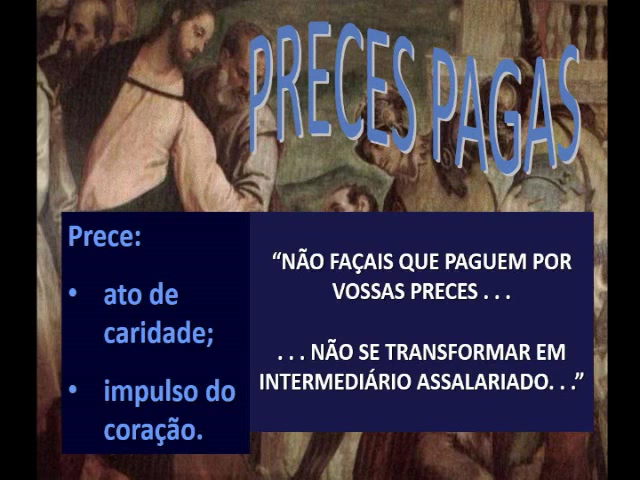 PRECES PAGAS
Prece:
• ato de
caridade;
• impulso do
coração.
“NÃO FAÇAIS QUE PAGUEM POR
VOSSAS PRECES . . .
. . . NÃO SE TRANSFORMAR EM
INTERMEDIÁRIO ASSALARIADO. . .”